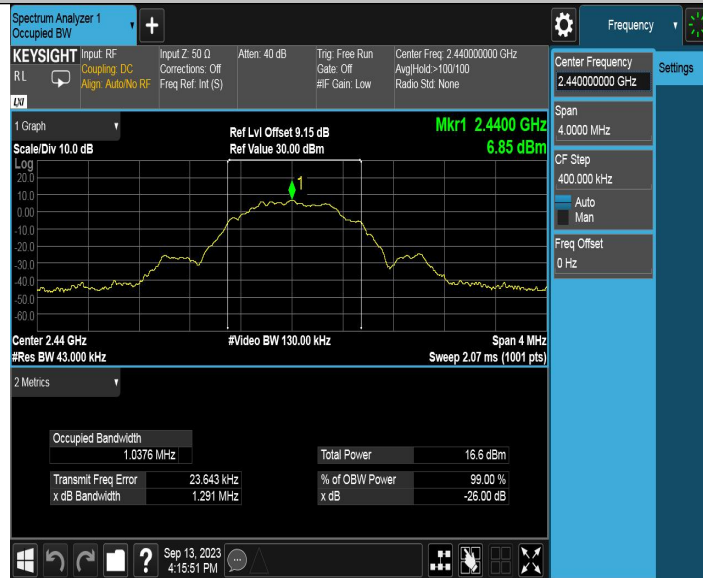 Spectrum Analyzer 1
Occupied BW
Frequency
KEYSIGHT
RL
LXI
Input: RF
Coupling: DC
Align: Auto/No RF
Input Z: 50 Ω
Corrections: Off
Freq Ref: Int (S)
Atten: 40 dB
Trig: Free Run
Gate: Off
#IF Gain: Low
Center Freq: 2.440000000 GHz
Avg|Hold:>100/100
Radio Std: None
Center Frequency
2.440000000 GHz
Settings
Span
4.0000 MHz
CF Step
400.000 kHz
Auto
Man
Freq Offset
0 Hz
1 Graph
Scale/Div 10.0 dB
Ref Lvl Offset 9.15 dB
Ref Value 30.00 dBm
Mkr1 2.4400 GHz
6.85 dBm
Log
20.0
10.0
0.00
-10.0
-20.0
-30.0
-40.0
-50.0
-60.0
1
Center 2.44 GHz
#Res BW 43.000 kHz
#Video BW 130.00 kHz
Span 4 MHz
Sweep 2.07 ms (1001 pts)
2 Metrics
Occupied Bandwidth
1.0376 MHz
Total Power 16.6 dBm
Transmit Freq Error 23.643 kHz
% of OBW Power 99.00 %
x dB Bandwidth 1.291 MHz
x dB -26.00 dB
?
Sep 13, 2023
4:15:51 PM